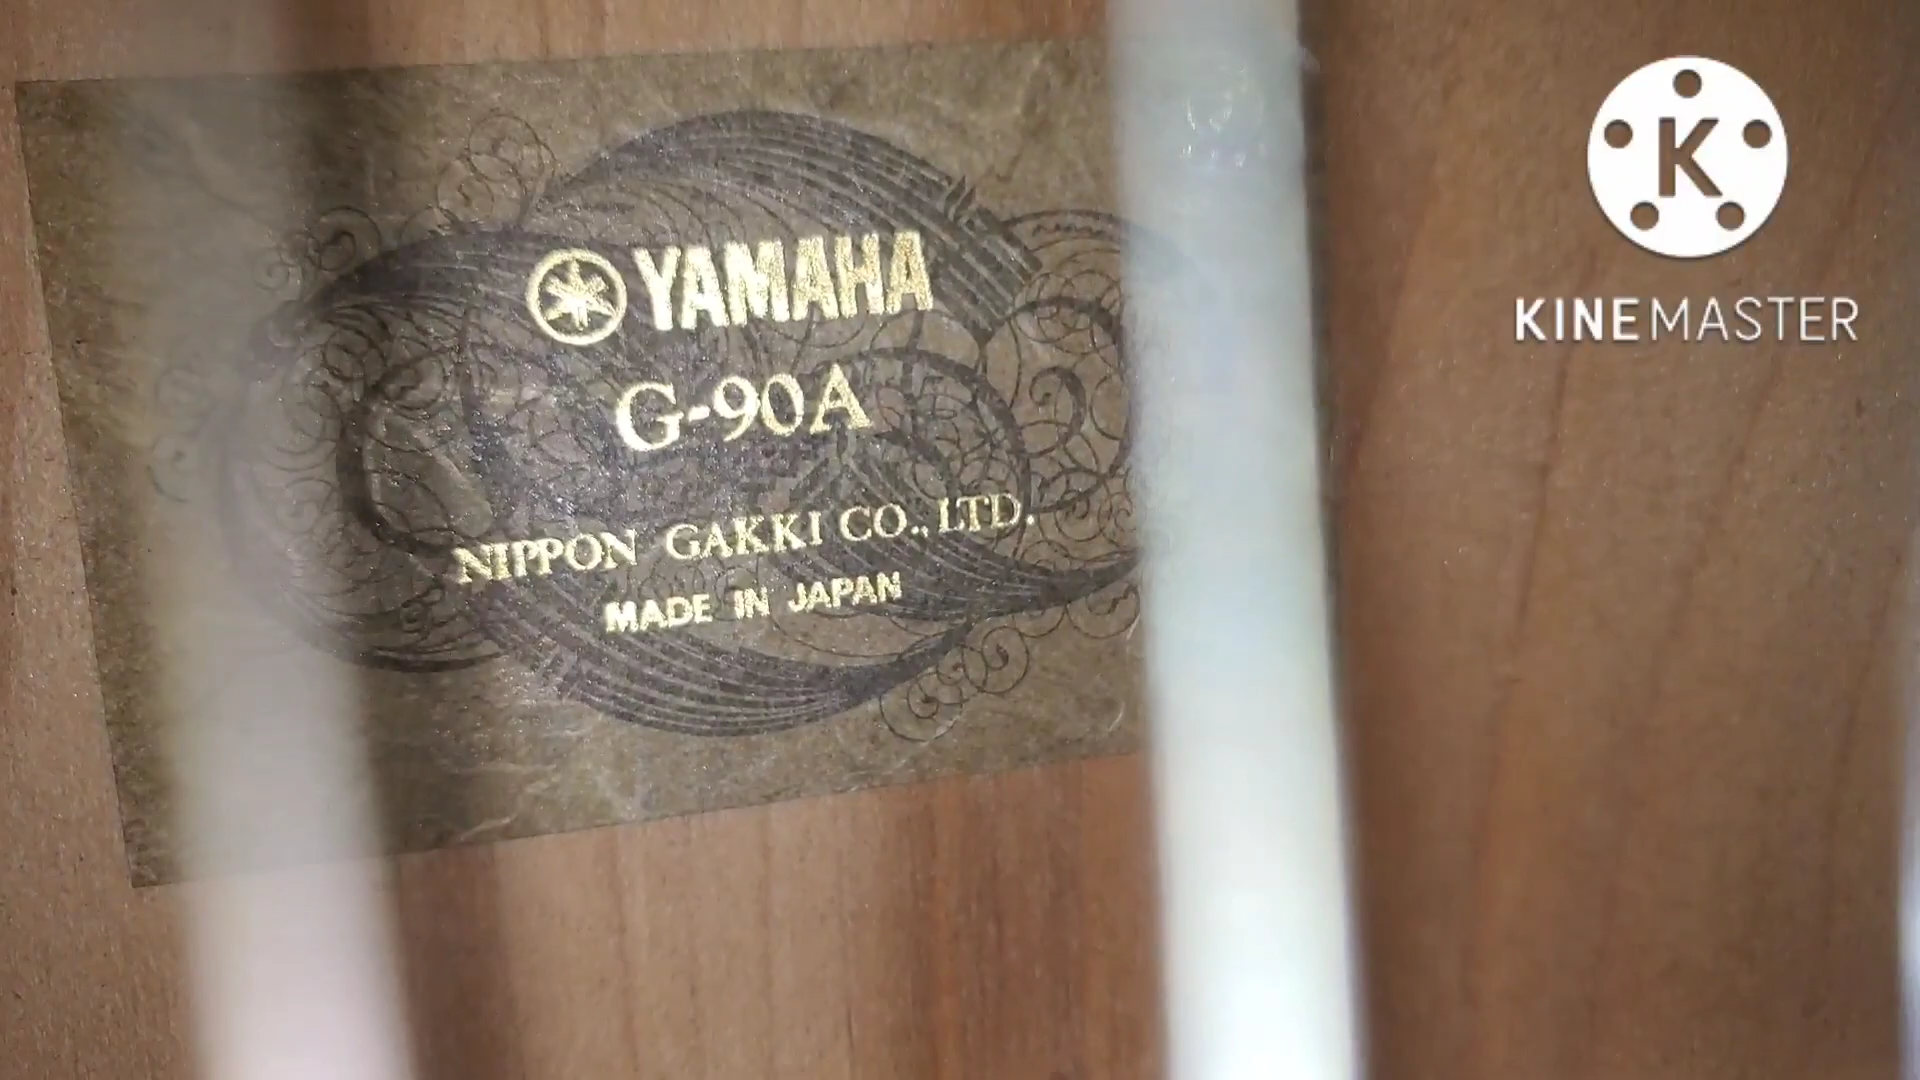 YAMAHA
G-90A
NIPPON GAKKI CO., LTD.
MADE IN JAPAN
K
KINEMASTER